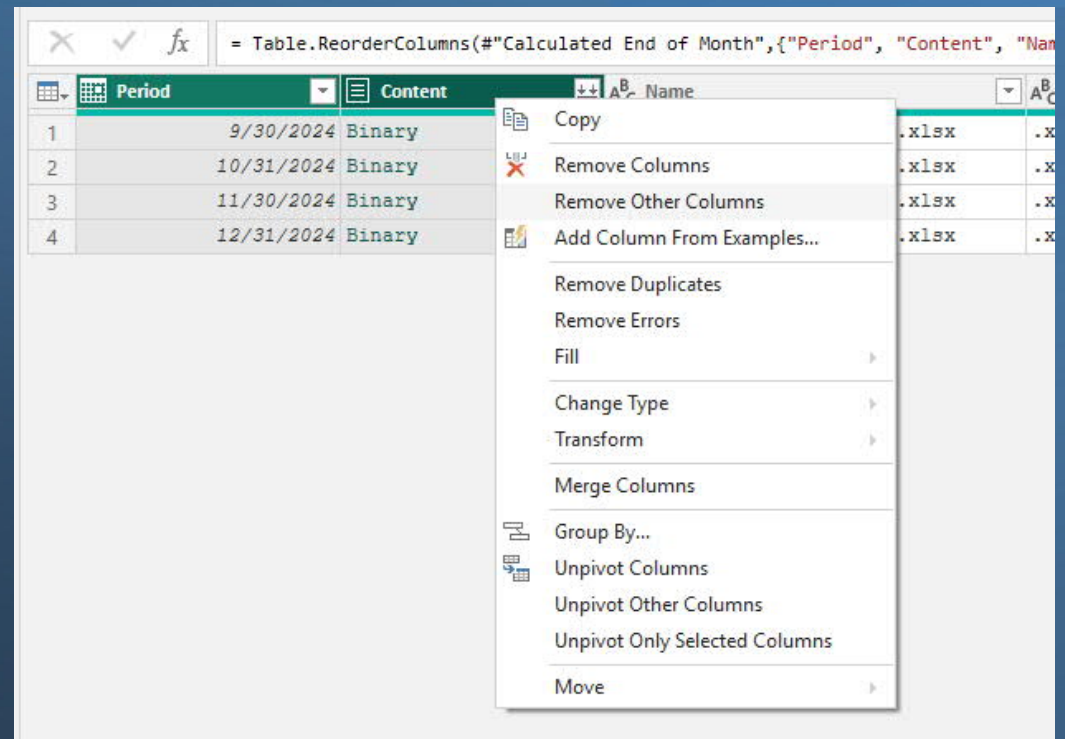 fx = Table.ReorderColumns(#"Calculated End of Month",{"Period", "Content", "Nam
Period Content ABC Name ABC
1 9/30/2024 Binary .xlsx .x
2 10/31/2024 Binary .xlsx .x
3 11/30/2024 Binary .xlsx .x
4 12/31/2024 Binary .xlsx .x
Copy
Remove Columns
Remove Other Columns
Add Column From Examples...
Remove Duplicates
Remove Errors
Fill
Change Type
Transform
Merge Columns
Group By...
Unpivot Columns
Unpivot Other Columns
Unpivot Only Selected Columns
Move